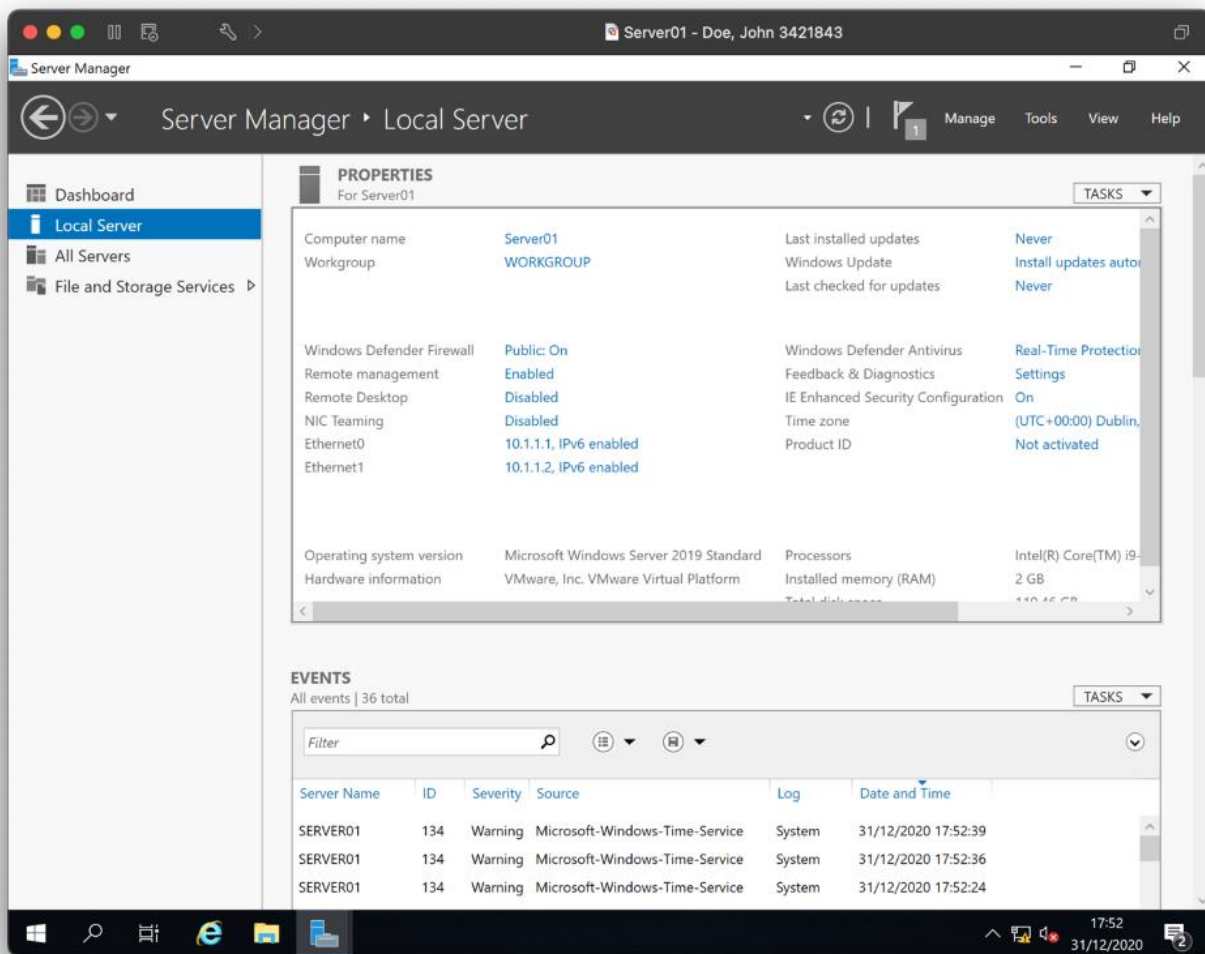 Server01 - Doe, John 3421843
Server Manager
Server Manager ‣ Local Server
1
Manage Tools View Help
Dashboard
Local Server
All Servers
File and Storage Services
PROPERTIES
For Server01
TASKS
Computer name Server01 Last installed updates Never
Workgroup WORKGROUP Windows Update Install updates auto
Last checked for updates Never
Windows Defender Firewall Public: On Windows Defender Antivirus Real-Time Protectio
Remote management Enabled Feedback & Diagnostics Settings
Remote Desktop Disabled IE Enhanced Security Configuration On
NIC Teaming Disabled Time zone (UTC+00:00) Dublin,
Ethernet0 10.1.1.1, IPv6 enabled Product ID Not activated
Ethernet1 10.1.1.2, IPv6 enabled
Operating system version Microsoft Windows Server 2019 Standard Processors Intel(R) Core(TM) i9-
Hardware information VMware, Inc. VMware Virtual Platform Installed memory (RAM) 2 GB
Total disk space
EVENTS
All events | 36 total
TASKS
Filter
Server Name ID Severity Source Log Date and Time
SERVER01 134 Warning Microsoft-Windows-Time-Service System 31/12/2020 17:52:39
SERVER01 134 Warning Microsoft-Windows-Time-Service System 31/12/2020 17:52:36
SERVER01 134 Warning Microsoft-Windows-Time-Service System 31/12/2020 17:52:24
17:52
31/12/2020
2